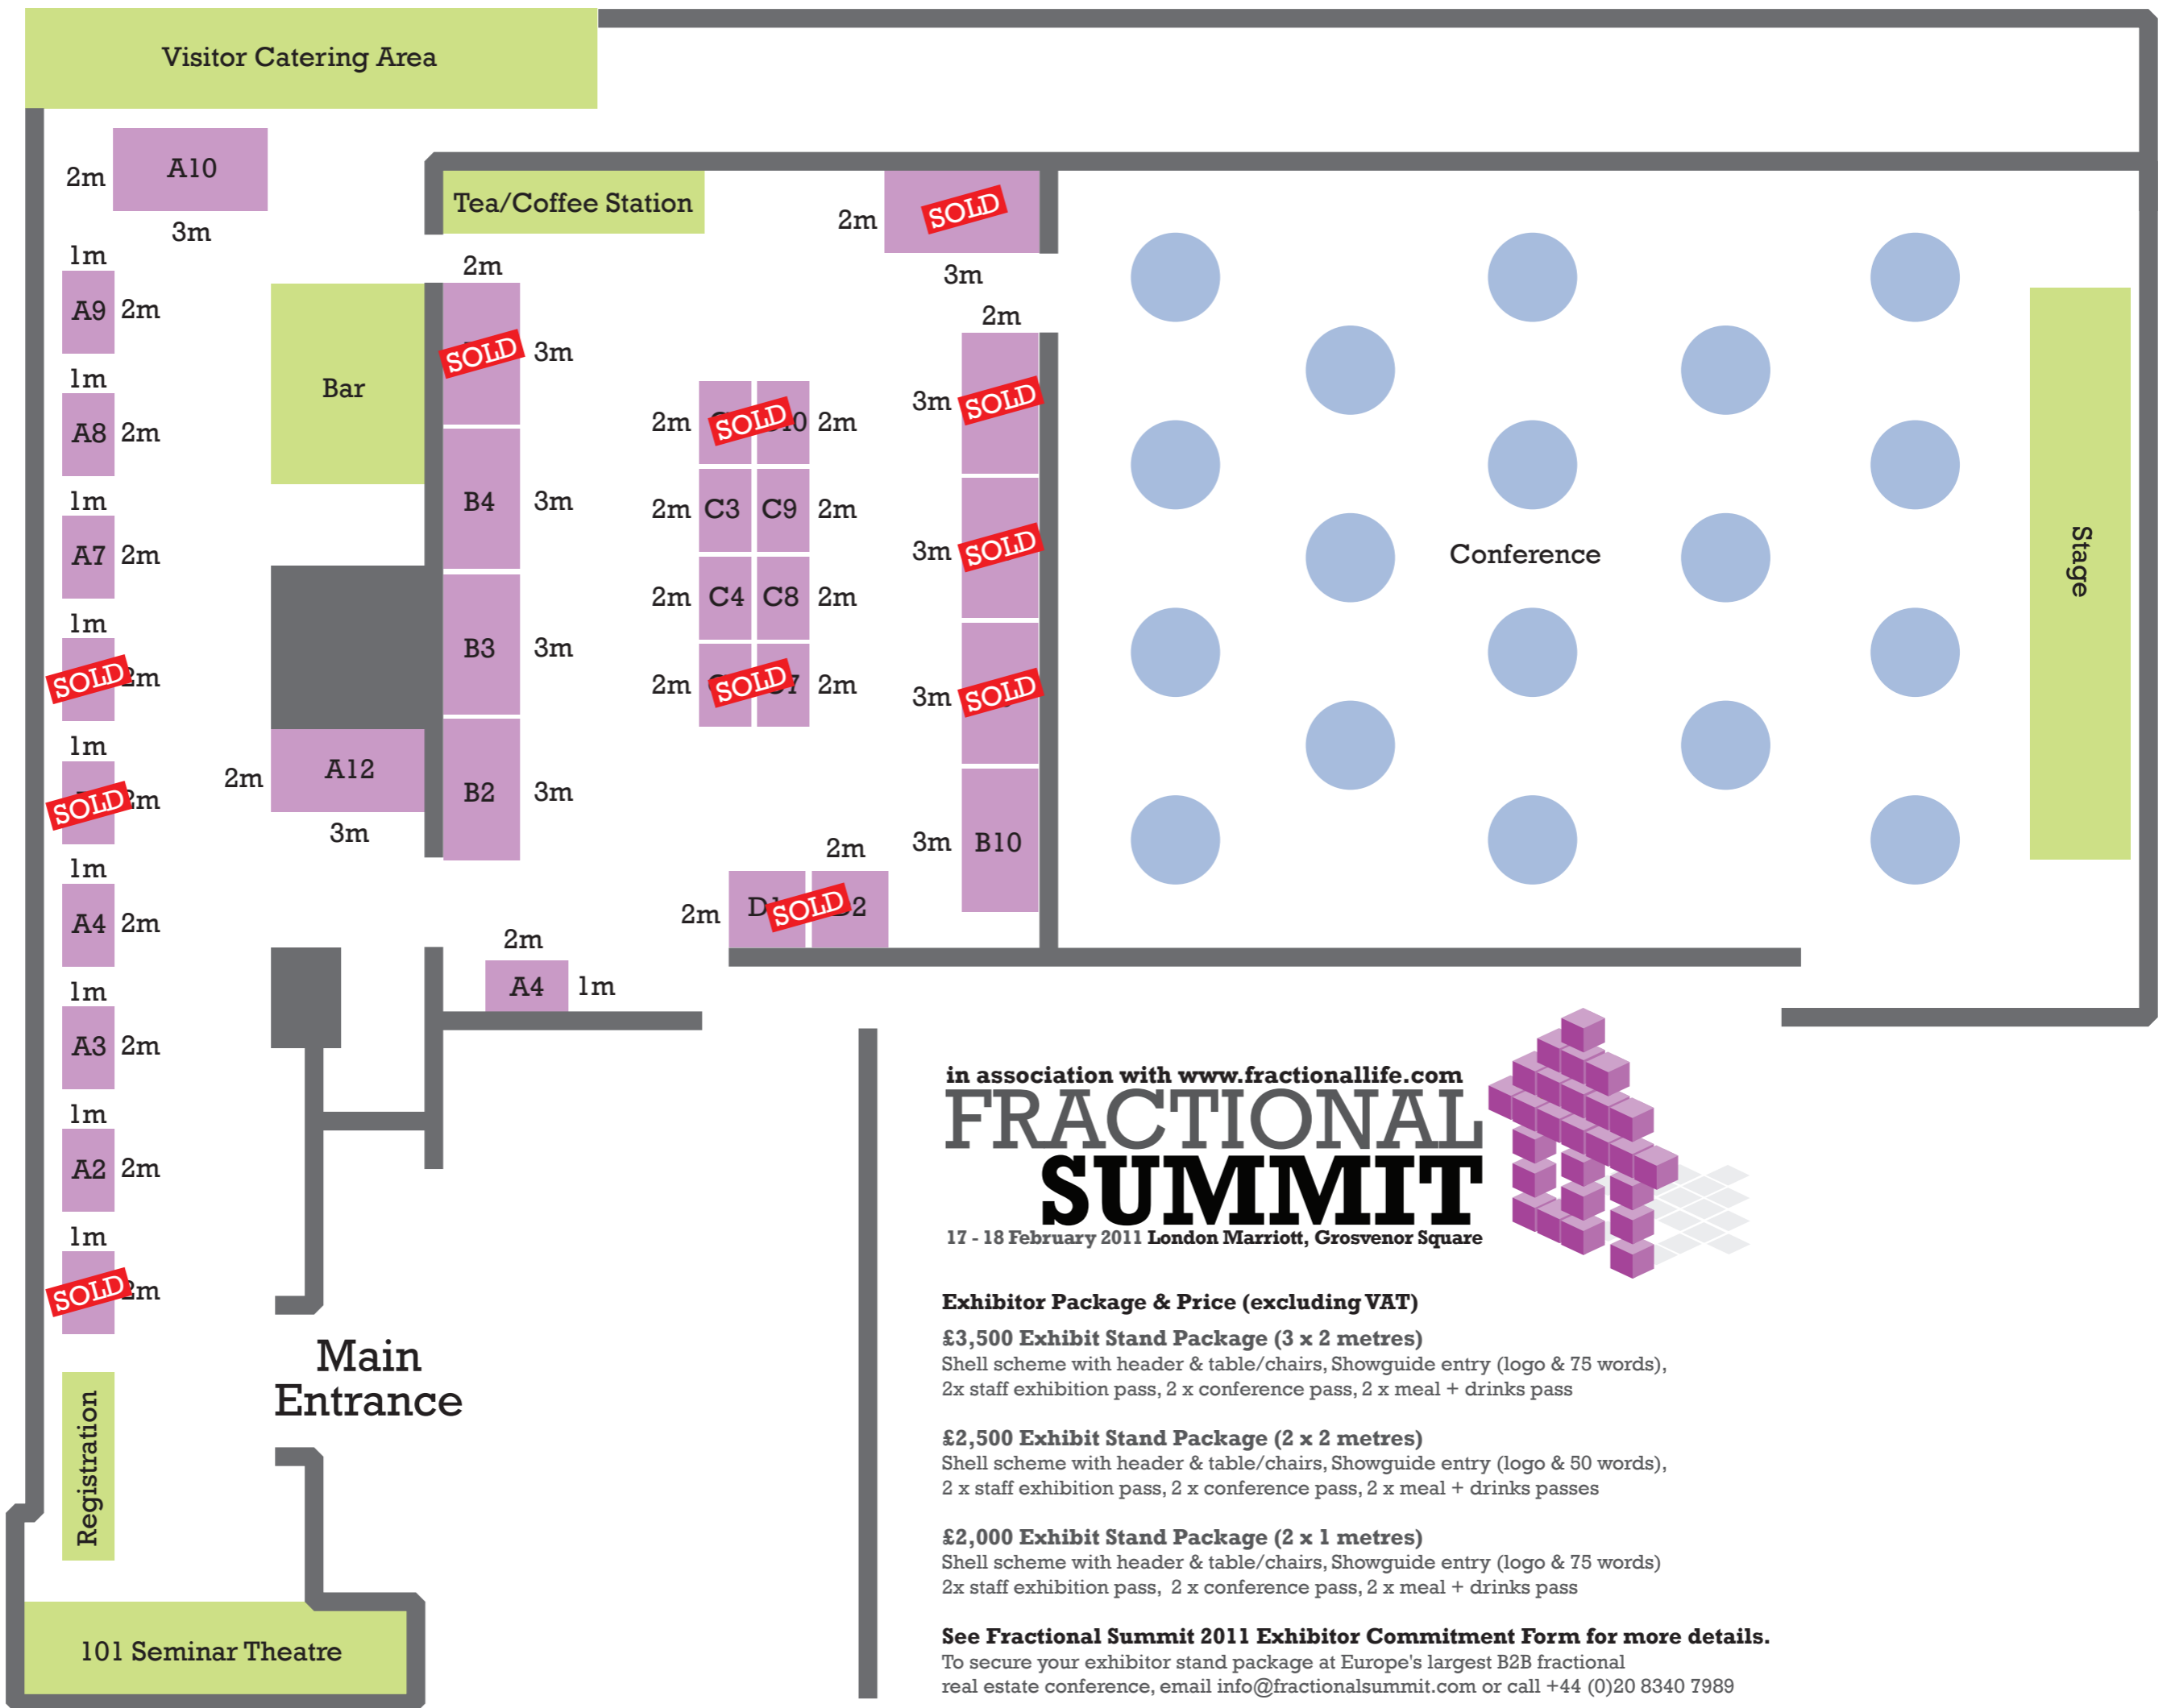 Visitor Catering Area
A10
2m
3m
Tea/Coffee Station
SOLD
2m
3m
1m
A9
2m
1m
A8
2m
1m
A7
2m
1m
SOLD
2m
1m
SOLD
2m
1m
A4
2m
1m
A3
2m
1m
A2
2m
1m
SOLD
2m
Bar
A12
2m
3m
2m
SOLD
3m
B4
3m
B3
3m
B2
3m
2m
SOLD
2m
2m
C3
C9
2m
2m
C4
C8
2m
2m
SOLD
2m
2m
3m
SOLD
3m
SOLD
3m
SOLD
3m
B10
2m
2m
D1
SOLD
D2
2m
A4
1m
Conference
Stage
Main
Entrance
Registration
101 Seminar Theatre
in association with www.fractionallife.com
FRACTIONAL
SUMMIT
17 - 18 February 2011 London Marriott, Grosvenor Square
Exhibitor Package & Price (excluding VAT)
£3,500 Exhibit Stand Package (3 x 2 metres)
Shell scheme with header & table/chairs, Showguide entry (logo & 75 words),
2x staff exhibition pass, 2 x conference pass, 2 x meal + drinks pass
£2,500 Exhibit Stand Package (2 x 2 metres)
Shell scheme with header & table/chairs, Showguide entry (logo & 50 words),
2 x staff exhibition pass, 2 x conference pass, 2 x meal + drinks passes
£2,000 Exhibit Stand Package (2 x 1 metres)
Shell scheme with header & table/chairs, Showguide entry (logo & 75 words)
2x staff exhibition pass, 2 x conference pass, 2 x meal + drinks pass
See Fractional Summit 2011 Exhibitor Commitment Form for more details.
To secure your exhibitor stand package at Europe's largest B2B fractional
real estate conference, email info@fractionalsummit.com or call +44 (0)20 8340 7989